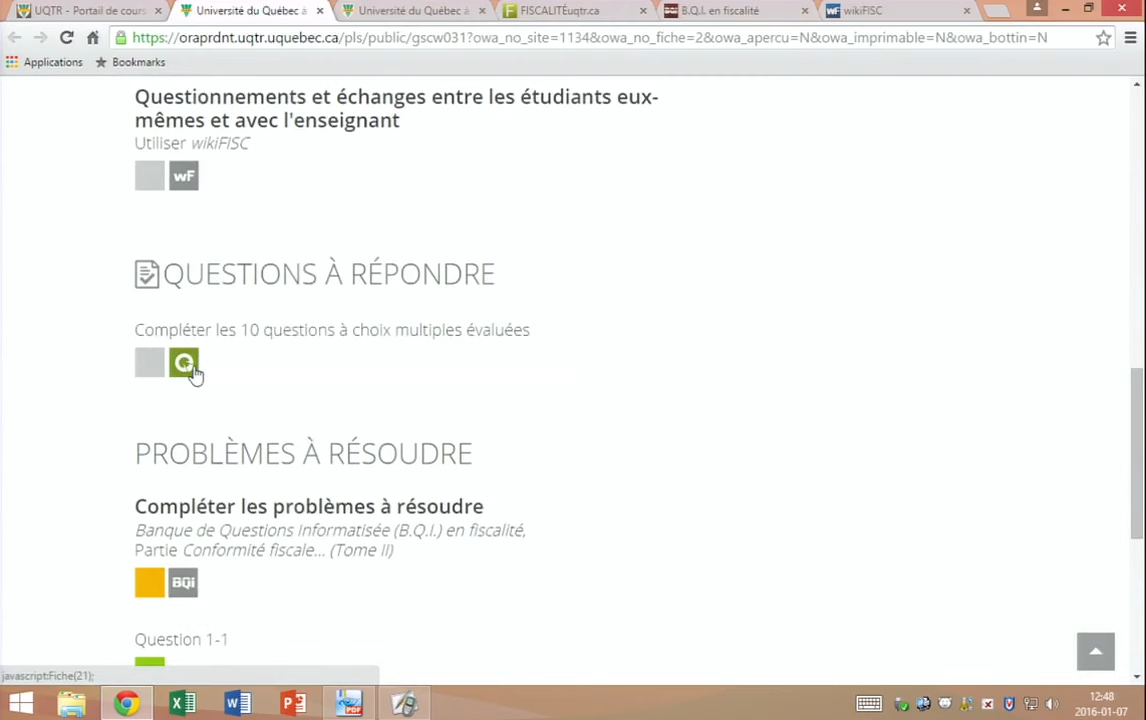 UQTR - Portail de cours
Université du Québec à
Université du Québec à
FISCALITÉuqtr.ca
B.Q.I. en fiscalité
wF wikiFISC
https://oraprdnt.uqtr.uquebec.ca/pls/public/gscw031?owa_no_site=1134&owa_no_fiche=2&owa_apercu=N&owa_imprimable=N&owa_bottin=N
Applications
Bookmarks
Questionnements et échanges entre les étudiants eux-
mêmes et avec l'enseignant
Utiliser wikiFISC
wF
QUESTIONS À RÉPONDRE
Compléter les 10 questions à choix multiples évaluées
Q
PROBLÈMES À RÉSOUDRE
Compléter les problèmes à résoudre
Banque de Questions Informatisée (B.Q.I.) en fiscalité,
Partie Conformité fiscale... (Tome II)
BQi
Question 1-1
javascript:Fiche(21);
12:48
2016-01-07